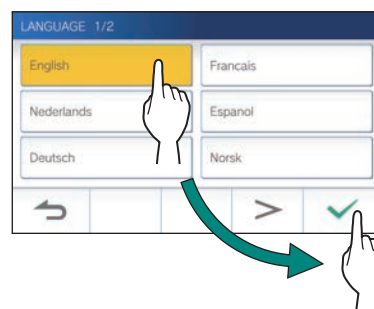 LANGUAGE 1/2
English
Francais
Nederlands
Espanol
Deutsch
Norsk